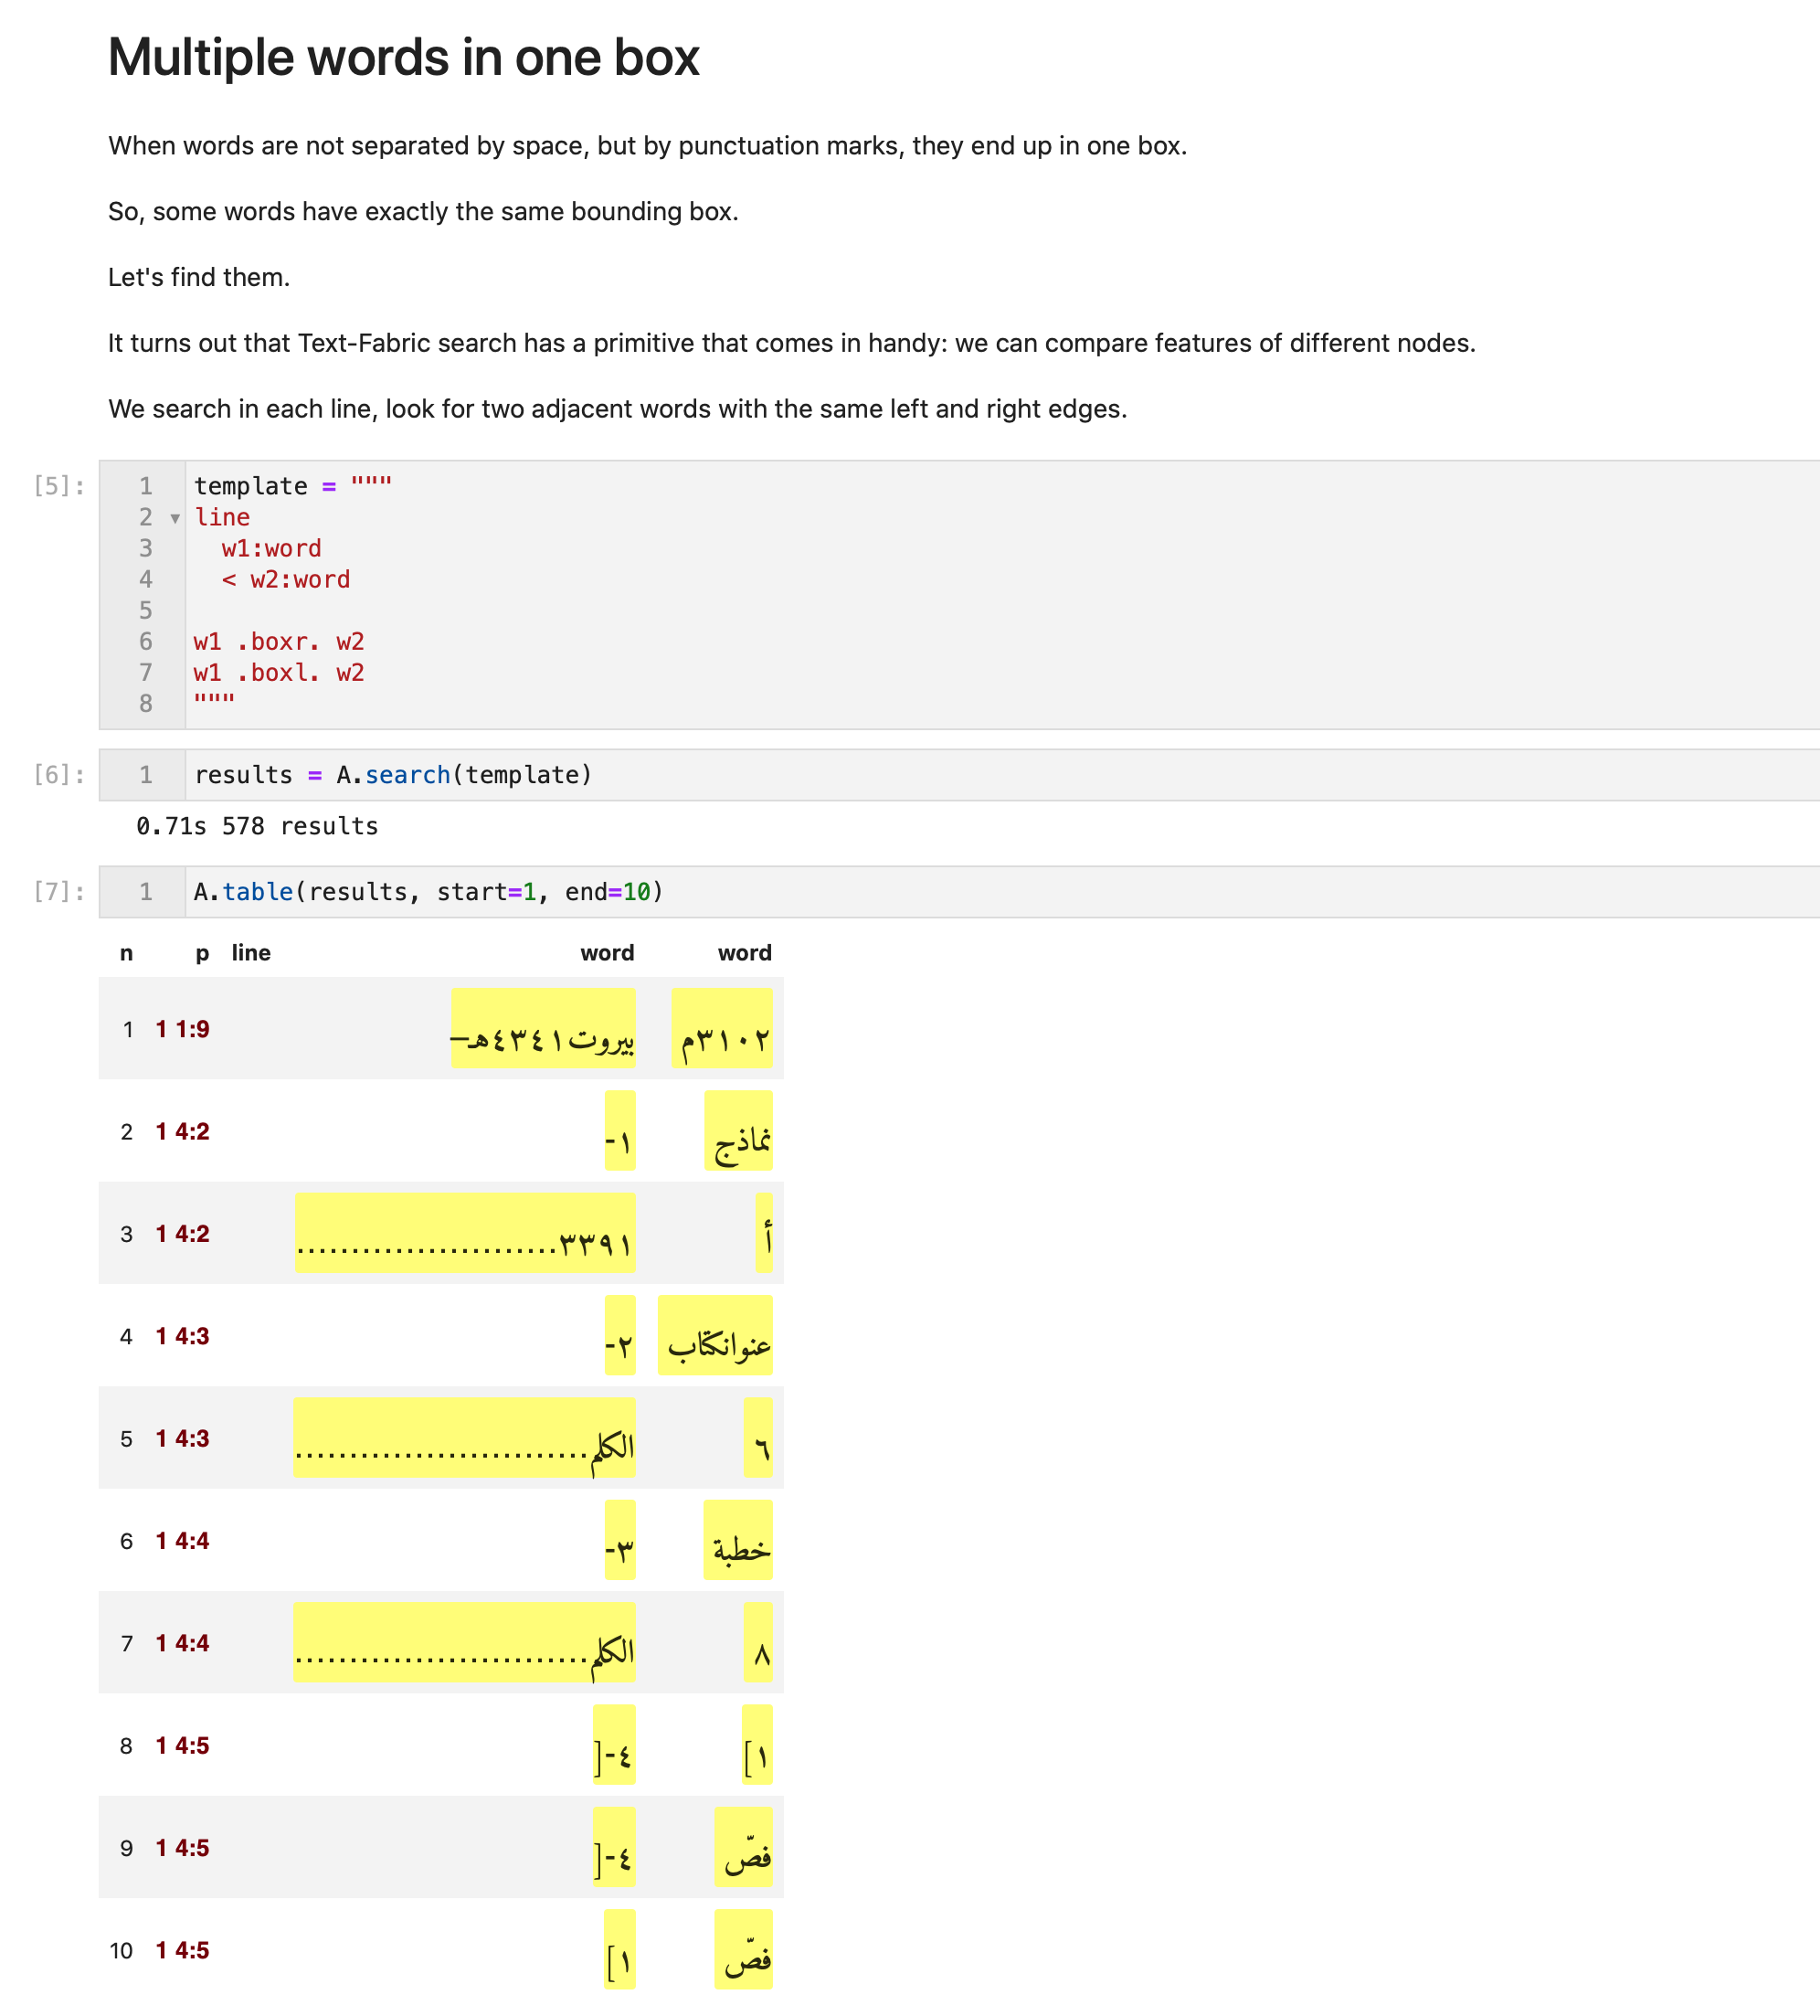 Multiple words in one box
When words are not separated by space, but by punctuation marks, they end up in one box.
So, some words have exactly the same bounding box.
Let's find them.
It turns out that Text-Fabric search has a primitive that comes in handy: we can compare features of different nodes.
We search in each line, look for two adjacent words with the same left and right edges.
[5]: 1 template = """
2 ▾ line
3   w1:word
4   < w2:word
5
6 w1 .boxr. w2
7 w1 .boxl. w2
8 """
[6]: 1 results = A.search(template)
0.71s 578 results
[7]: 1 A.table(results, start=1, end=10)
n p line word word
1 1 1:9 بيروت٤٣٤١هـ– ٣١٠٢م
2 1 4:2 ١- نماذج
3 1 4:2 ٣٣٩١........................ أ
4 1 4:3 ٢- عنوانكتاب
5 1 4:3 الكلم........................... ٦
6 1 4:4 ٣- خطبة
7 1 4:4 الكلم........................... ٨
8 1 4:5 ٤-[ ١]
9 1 4:5 ٤-[ فصّ
10 1 4:5 ١] فصّ